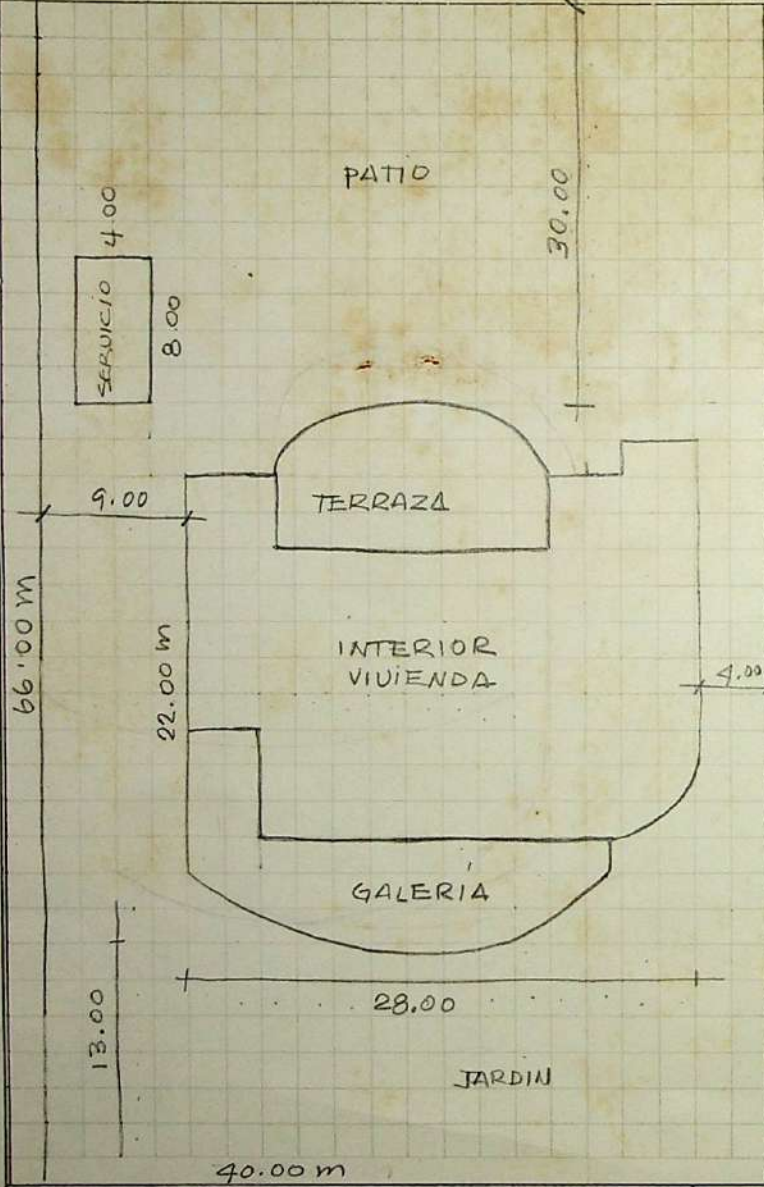 PATIO
30.00
4.00
SERVICIO
8.00
9.00
TERRAZA
66.00 m
22.00 m
INTERIOR
VIVIENDA
4.00
GALERÍA
28.00
13.00
JARDIN
40.00 m